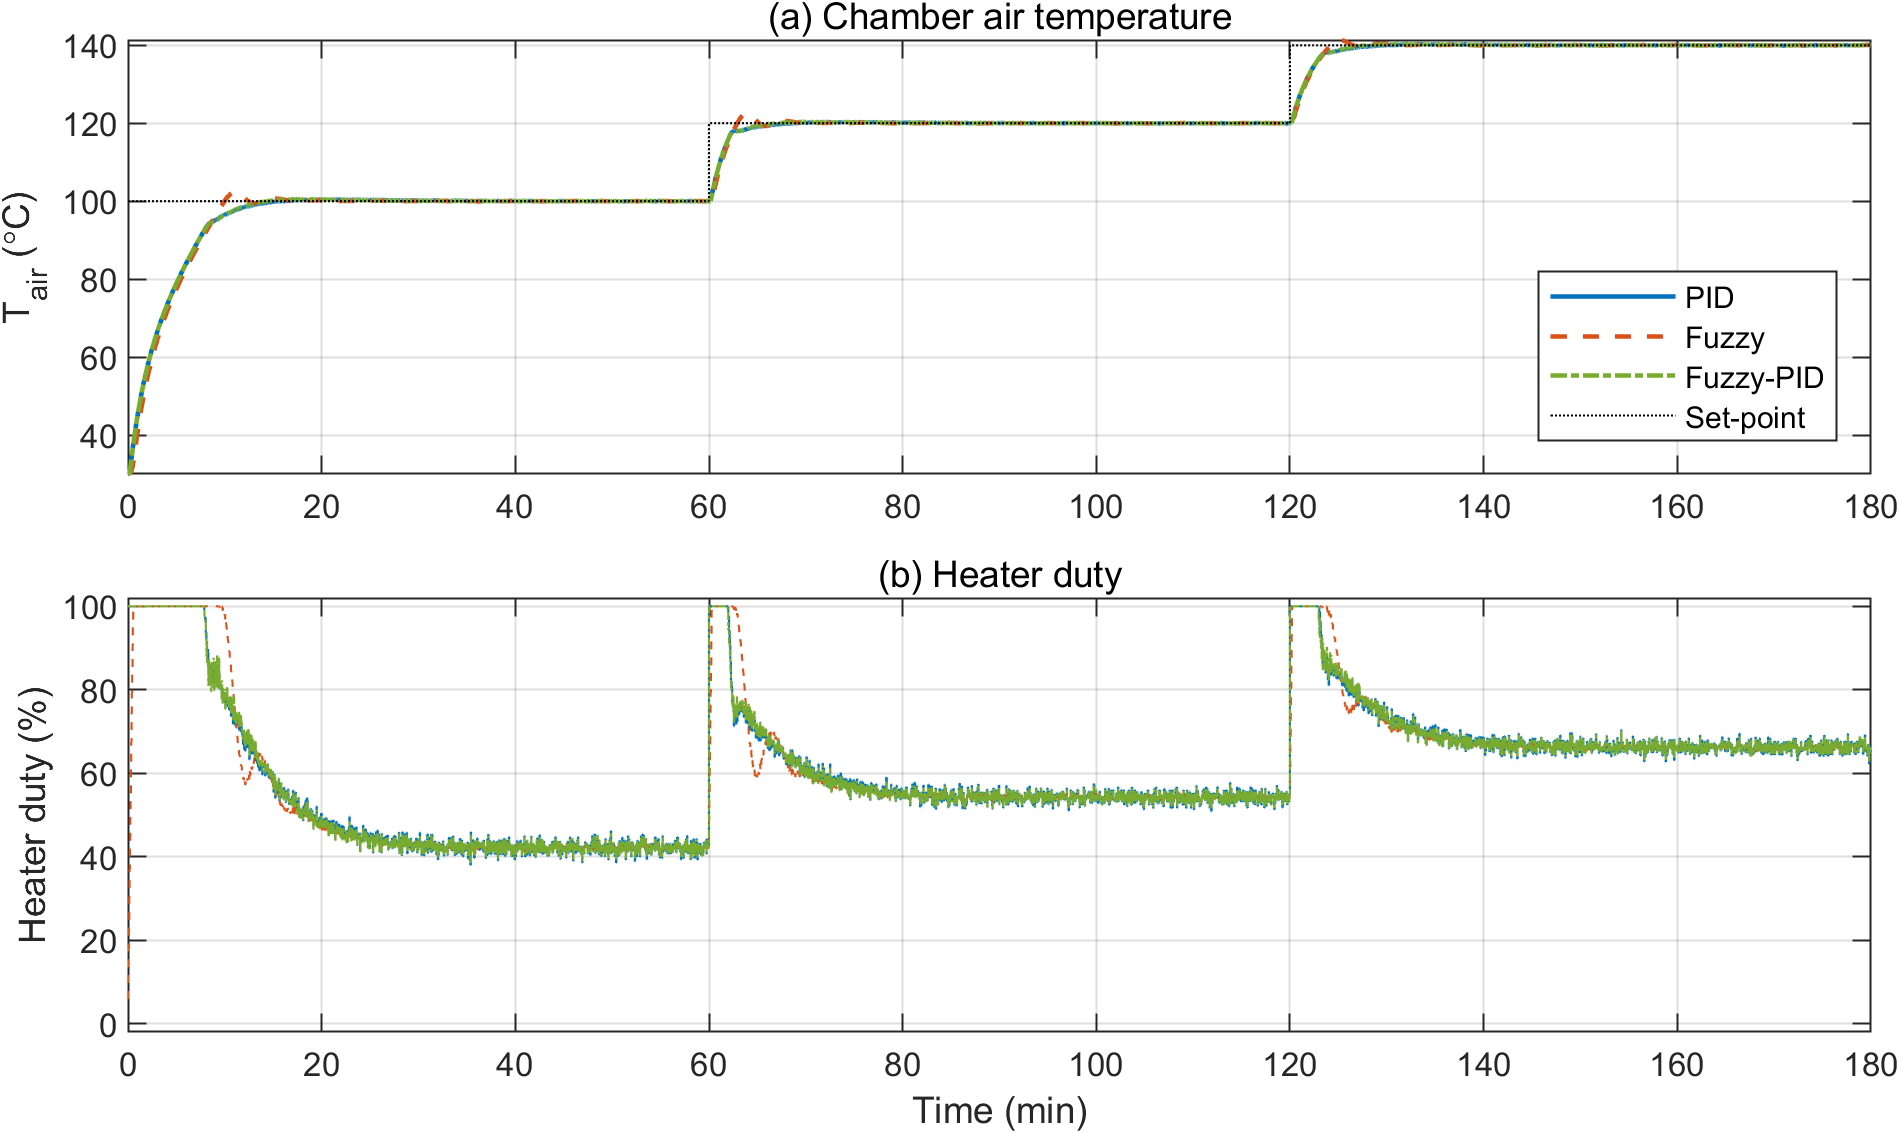 (a) Chamber air temperature
140
120
100
80
60
40
T_air (°C)
0 20 40 60 80 100 120 140 160 180
PID
Fuzzy
Fuzzy-PID
Set-point
(b) Heater duty
100
80
60
40
20
0
Heater duty (%)
0 20 40 60 80 100 120 140 160 180
Time (min)